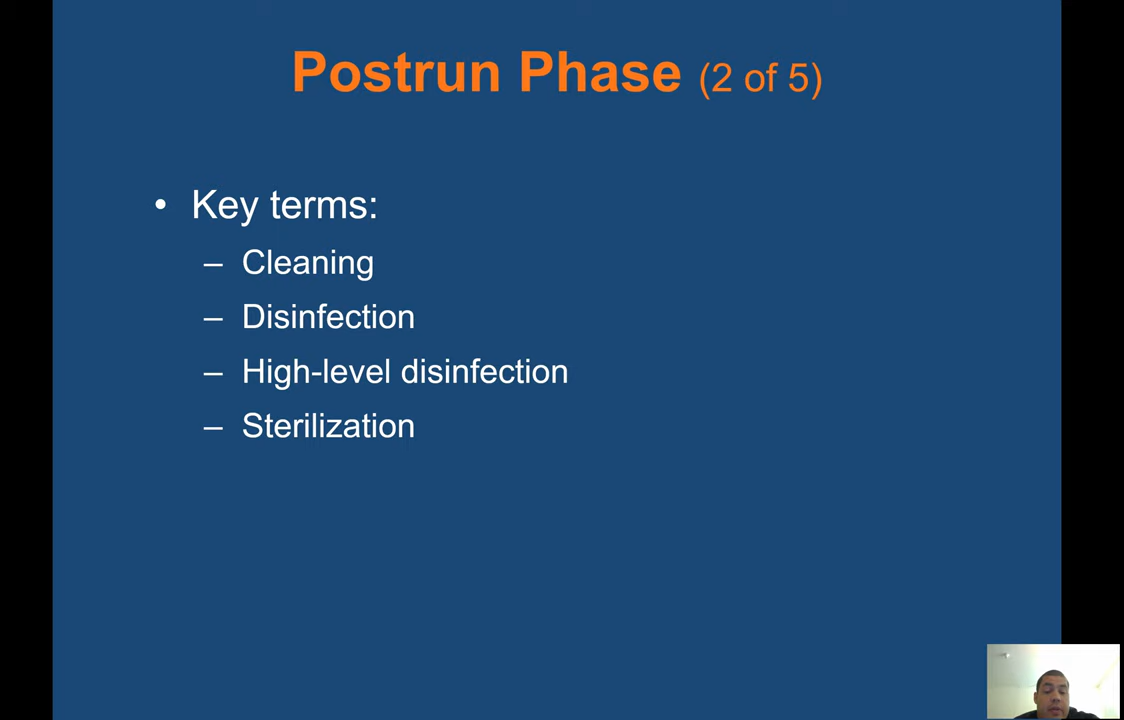 Postrun Phase (2 of 5)
• Key terms:
– Cleaning
– Disinfection
– High-level disinfection
– Sterilization